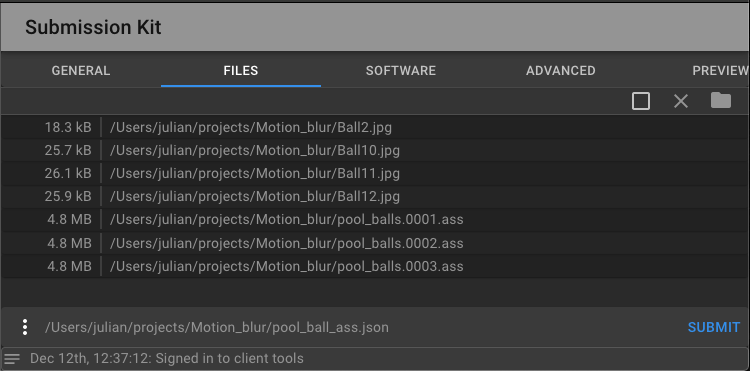 Submission Kit
GENERAL FILES SOFTWARE ADVANCED PREVIEW
18.3 kB /Users/julian/projects/Motion_blur/Ball2.jpg
25.7 kB /Users/julian/projects/Motion_blur/Ball10.jpg
26.1 kB /Users/julian/projects/Motion_blur/Ball11.jpg
25.9 kB /Users/julian/projects/Motion_blur/Ball12.jpg
4.8 MB /Users/julian/projects/Motion_blur/pool_balls.0001.ass
4.8 MB /Users/julian/projects/Motion_blur/pool_balls.0002.ass
4.8 MB /Users/julian/projects/Motion_blur/pool_balls.0003.ass
/Users/julian/projects/Motion_blur/pool_ball_ass.json SUBMIT
Dec 12th, 12:37:12: Signed in to client tools